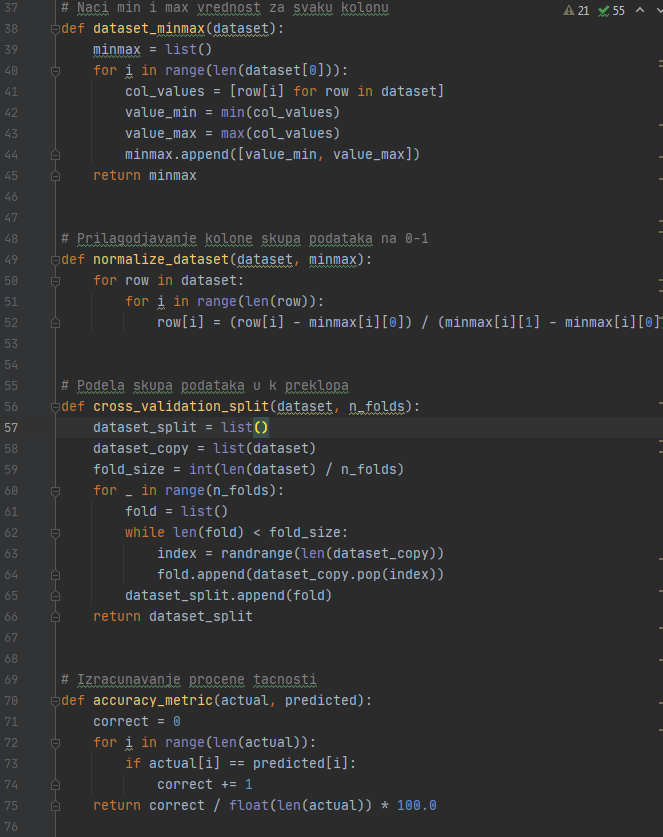 21 55
37 # Naci min i max vrednost za svaku kolonu
38 def dataset_minmax(dataset):
39     minmax = list()
40     for i in range(len(dataset[0])):
41         col_values = [row[i] for row in dataset]
42         value_min = min(col_values)
43         value_max = max(col_values)
44         minmax.append([value_min, value_max])
45     return minmax
46
47
48 # Prilagodjavanje kolone skupa podataka na 0-1
49 def normalize_dataset(dataset, minmax):
50     for row in dataset:
51         for i in range(len(row)):
52             row[i] = (row[i] - minmax[i][0]) / (minmax[i][1] - minmax[i][0]
53
54
55 # Podela skupa podataka u k preklopa
56 def cross_validation_split(dataset, n_folds):
57     dataset_split = list()
58     dataset_copy = list(dataset)
59     fold_size = int(len(dataset) / n_folds)
60     for _ in range(n_folds):
61         fold = list()
62         while len(fold) < fold_size:
63             index = randrange(len(dataset_copy))
64             fold.append(dataset_copy.pop(index))
65         dataset_split.append(fold)
66     return dataset_split
67
68
69 # Izracunavanje procene tacnosti
70 def accuracy_metric(actual, predicted):
71     correct = 0
72     for i in range(len(actual)):
73         if actual[i] == predicted[i]:
74             correct += 1
75     return correct / float(len(actual)) * 100.0
76